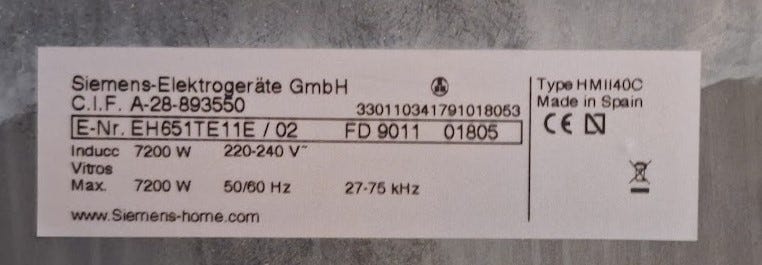 Siemens-Elektrogeräte GmbH
C.I.F. A-28-893550
330110341791018053
E-Nr. EH651TE11E / 02 FD 9011 01805
Inducc 7200 W 220-240 V~
Vitros
Max. 7200 W 50/60 Hz 27-75 kHz
www.Siemens-home.com
Type HMII40C
Made in Spain
CE N